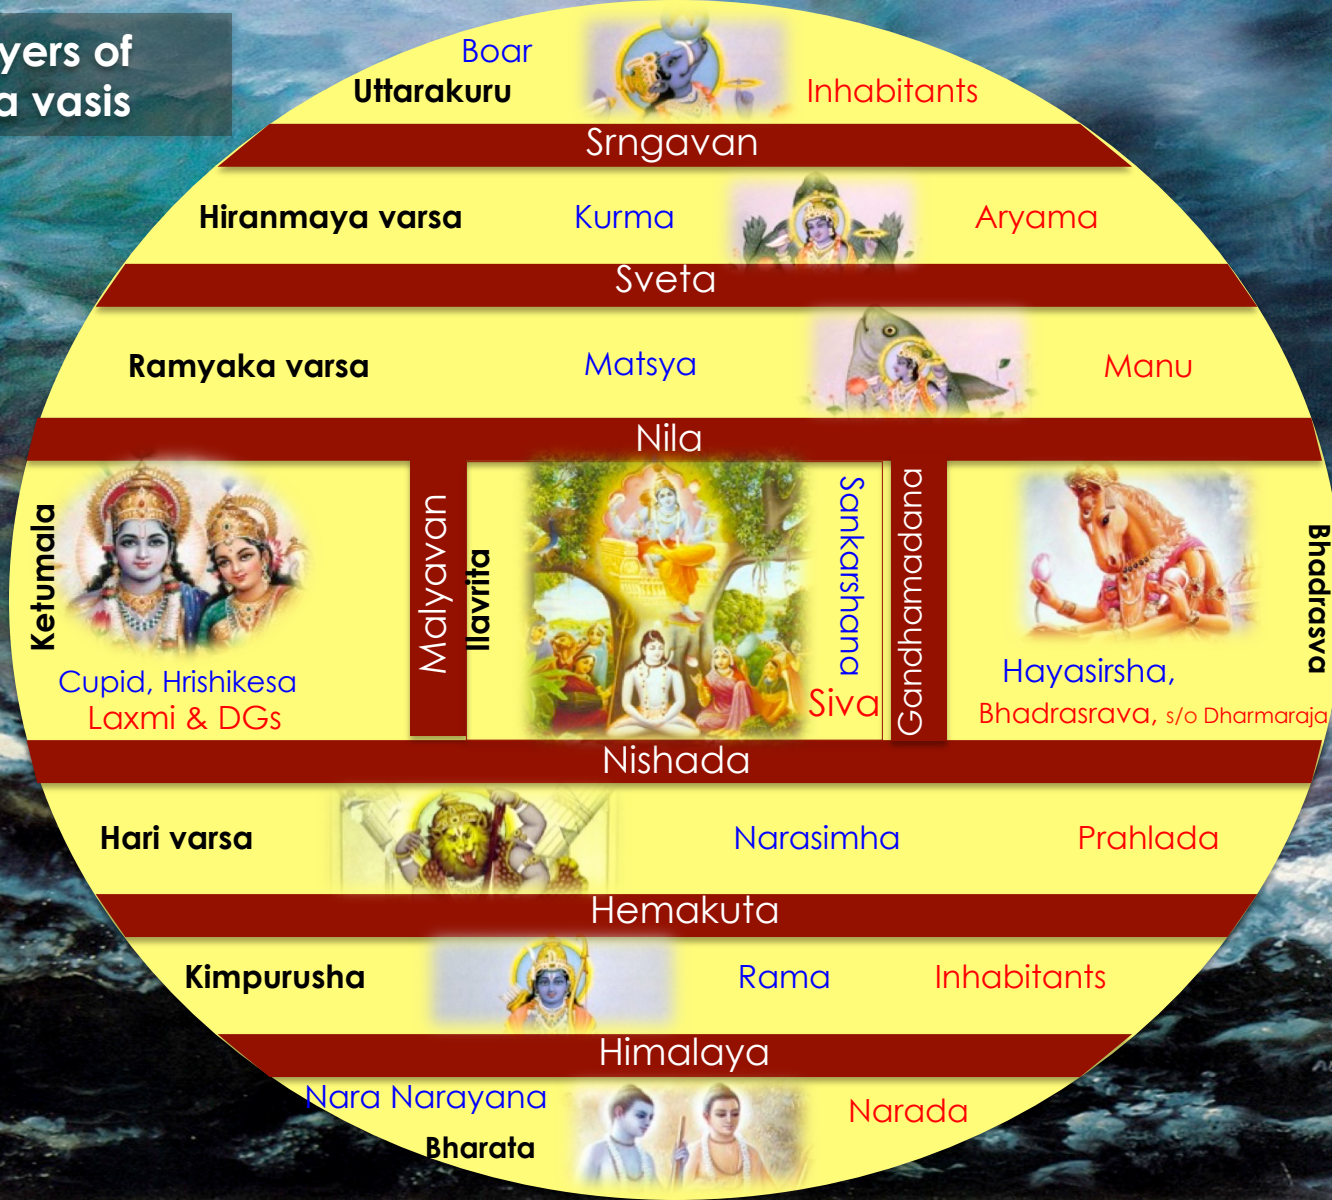 yers of
a vasis
Boar
Uttarakuru
Inhabitants
Srngavan
Hiranmaya varsa
Kurma
Aryama
Sveta
Ramyaka varsa
Matsya
Manu
Nila
Ketumala
Cupid, Hrishikesa
Laxmi & DGs
Malyavan
Ilavrita
Sankarshana
Siva
Gandhamadana
Hayasirsha,
Bhadrasrava, s/o Dharmaraja
Bhadrasva
Nishada
Hari varsa
Narasimha
Prahlada
Hemakuta
Kimpurusha
Rama
Inhabitants
Himalaya
Nara Narayana
Bharata
Narada